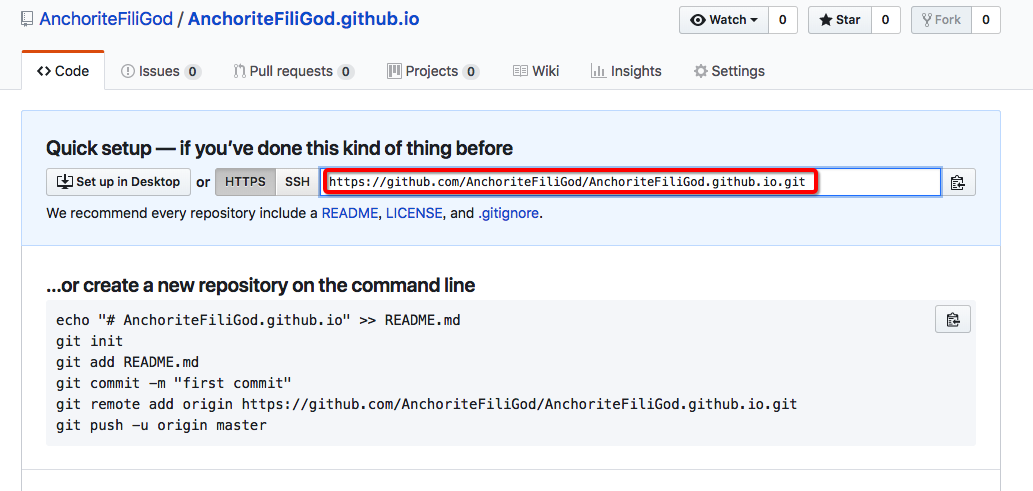 AnchoriteFiliGod / AnchoriteFiliGod.github.io
Watch 0 Star 0 Fork 0
Code Issues 0 Pull requests 0 Projects 0 Wiki Insights Settings
Quick setup — if you’ve done this kind of thing before
Set up in Desktop or HTTPS SSH https://github.com/AnchoriteFiliGod/AnchoriteFiliGod.github.io.git
We recommend every repository include a README, LICENSE, and .gitignore.
…or create a new repository on the command line
echo "# AnchoriteFiliGod.github.io" >> README.md
git init
git add README.md
git commit -m "first commit"
git remote add origin https://github.com/AnchoriteFiliGod/AnchoriteFiliGod.github.io.git
git push -u origin master